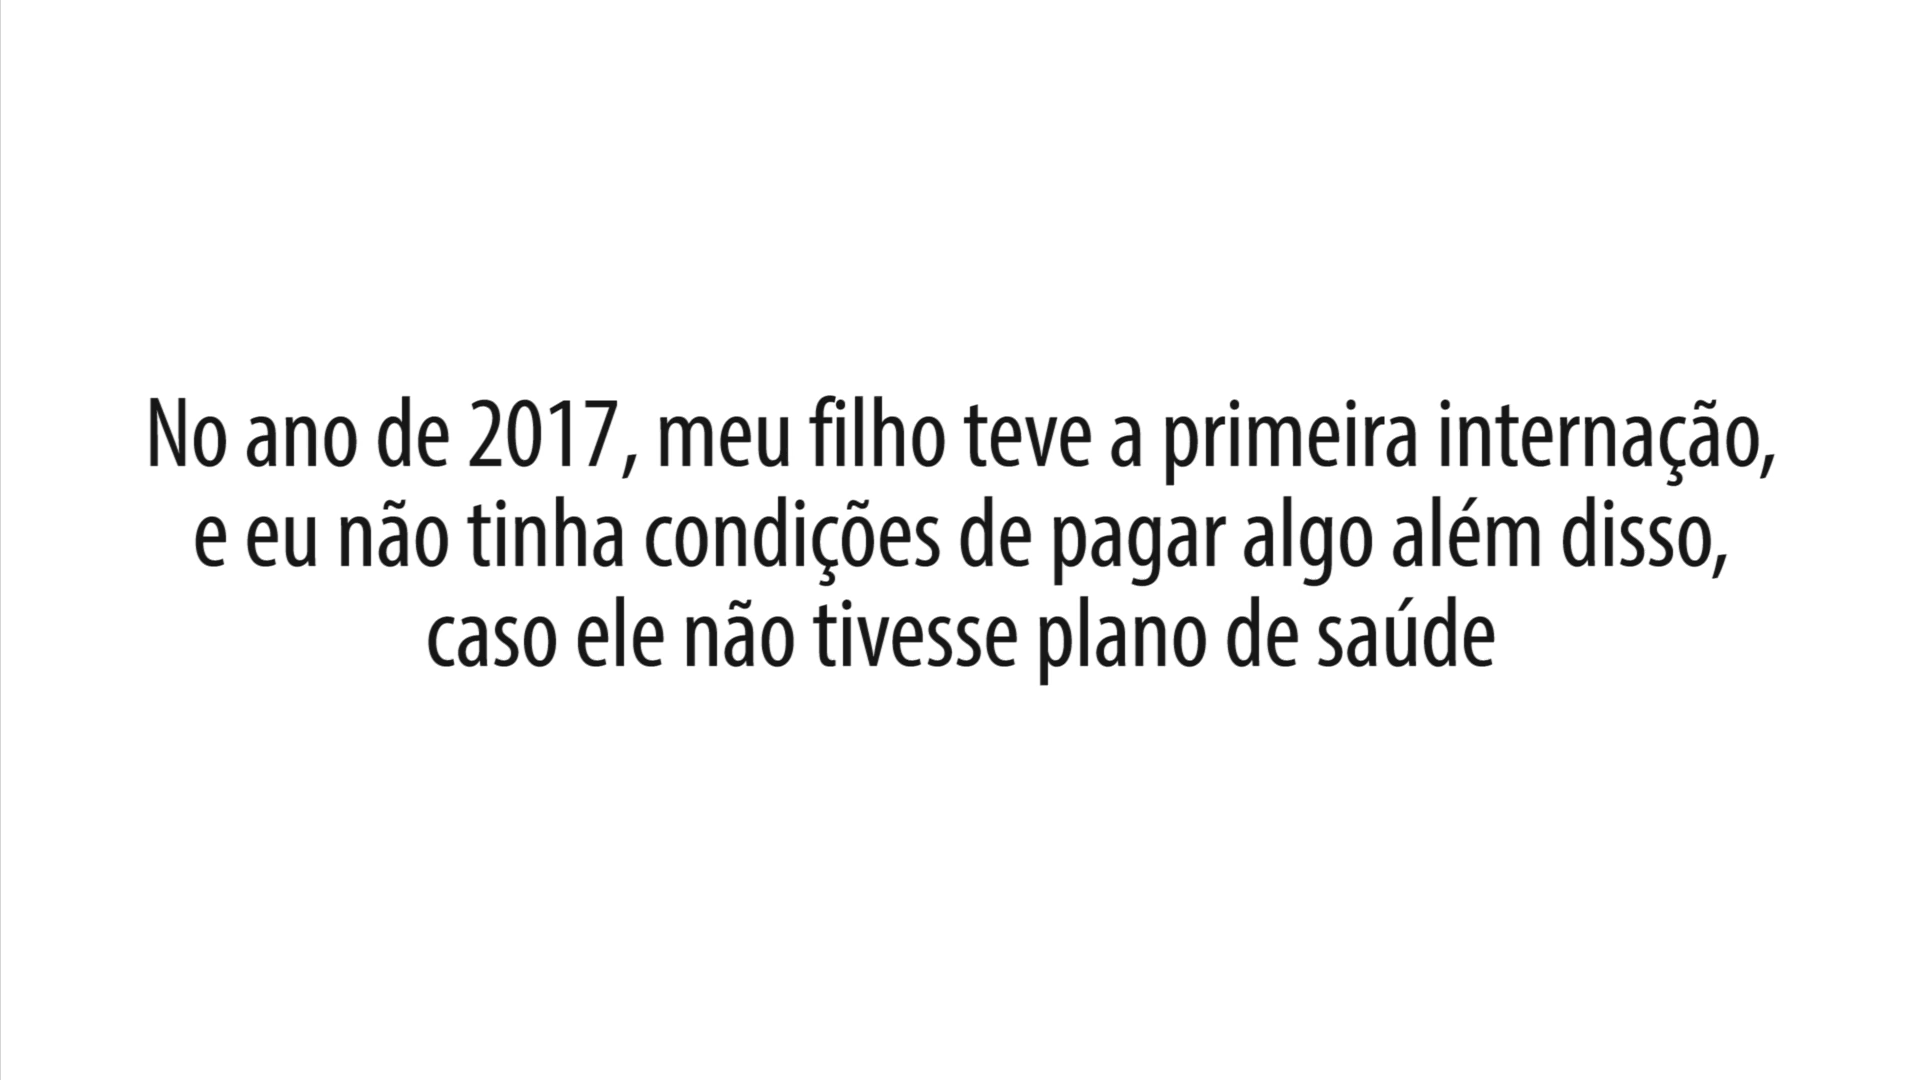 No ano de 2017, meu filho teve a primeira internação,
e eu não tinha condições de pagar algo além disso,
caso ele não tivesse plano de saúde